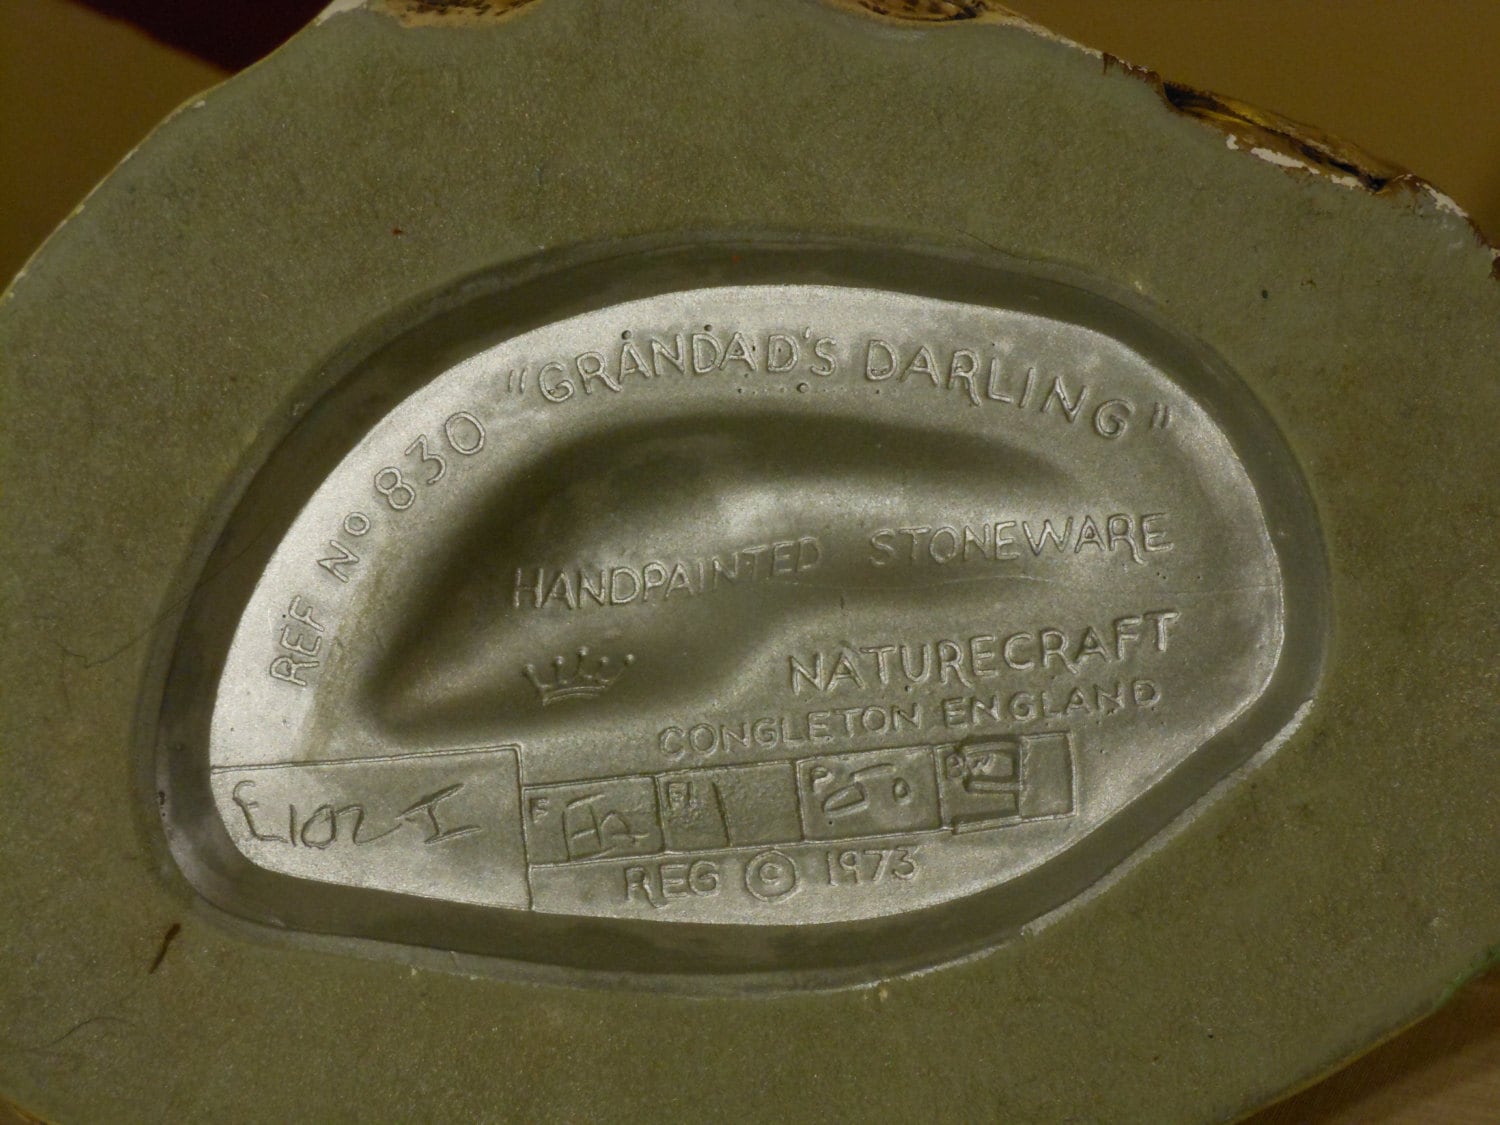 REF Nº 830 "GRANDAD'S DARLING"
HANDPAINTED STONEWARE
NATURECRAFT
CONGLETON ENGLAND
REG © 1973